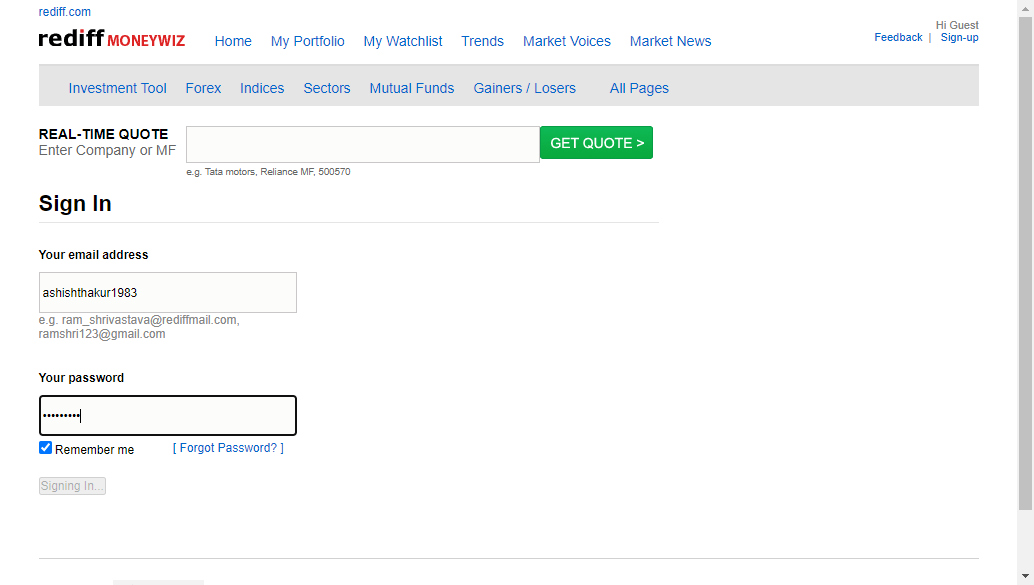 rediff.com
rediff MONEYWIZ
Home My Portfolio My Watchlist Trends Market Voices Market News
Hi Guest
Feedback | Sign-up
Investment Tool Forex Indices Sectors Mutual Funds Gainers / Losers All Pages
REAL-TIME QUOTE
Enter Company or MF
GET QUOTE >
e.g. Tata motors, Reliance MF, 500570
Sign In
Your email address
ashishthakur1983
e.g. ram_shrivastava@rediffmail.com,
ramshri123@gmail.com
Your password
•••••••••
Remember me [ Forgot Password? ]
Signing In...